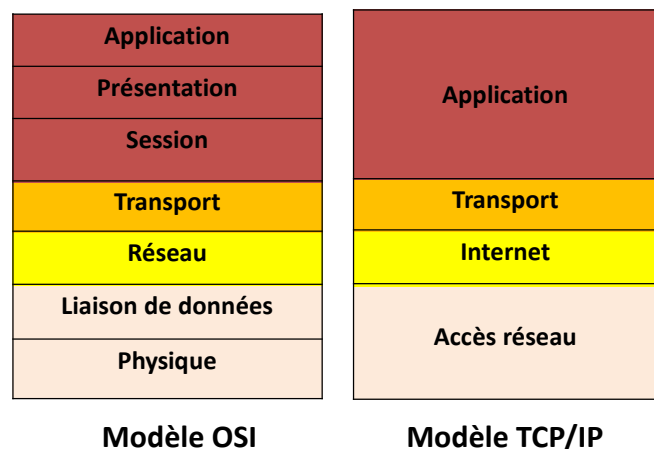 Application
Présentation
Session
Transport
Réseau
Liaison de données
Physique
Modèle OSI
Application
Transport
Internet
Accès réseau
Modèle TCP/IP